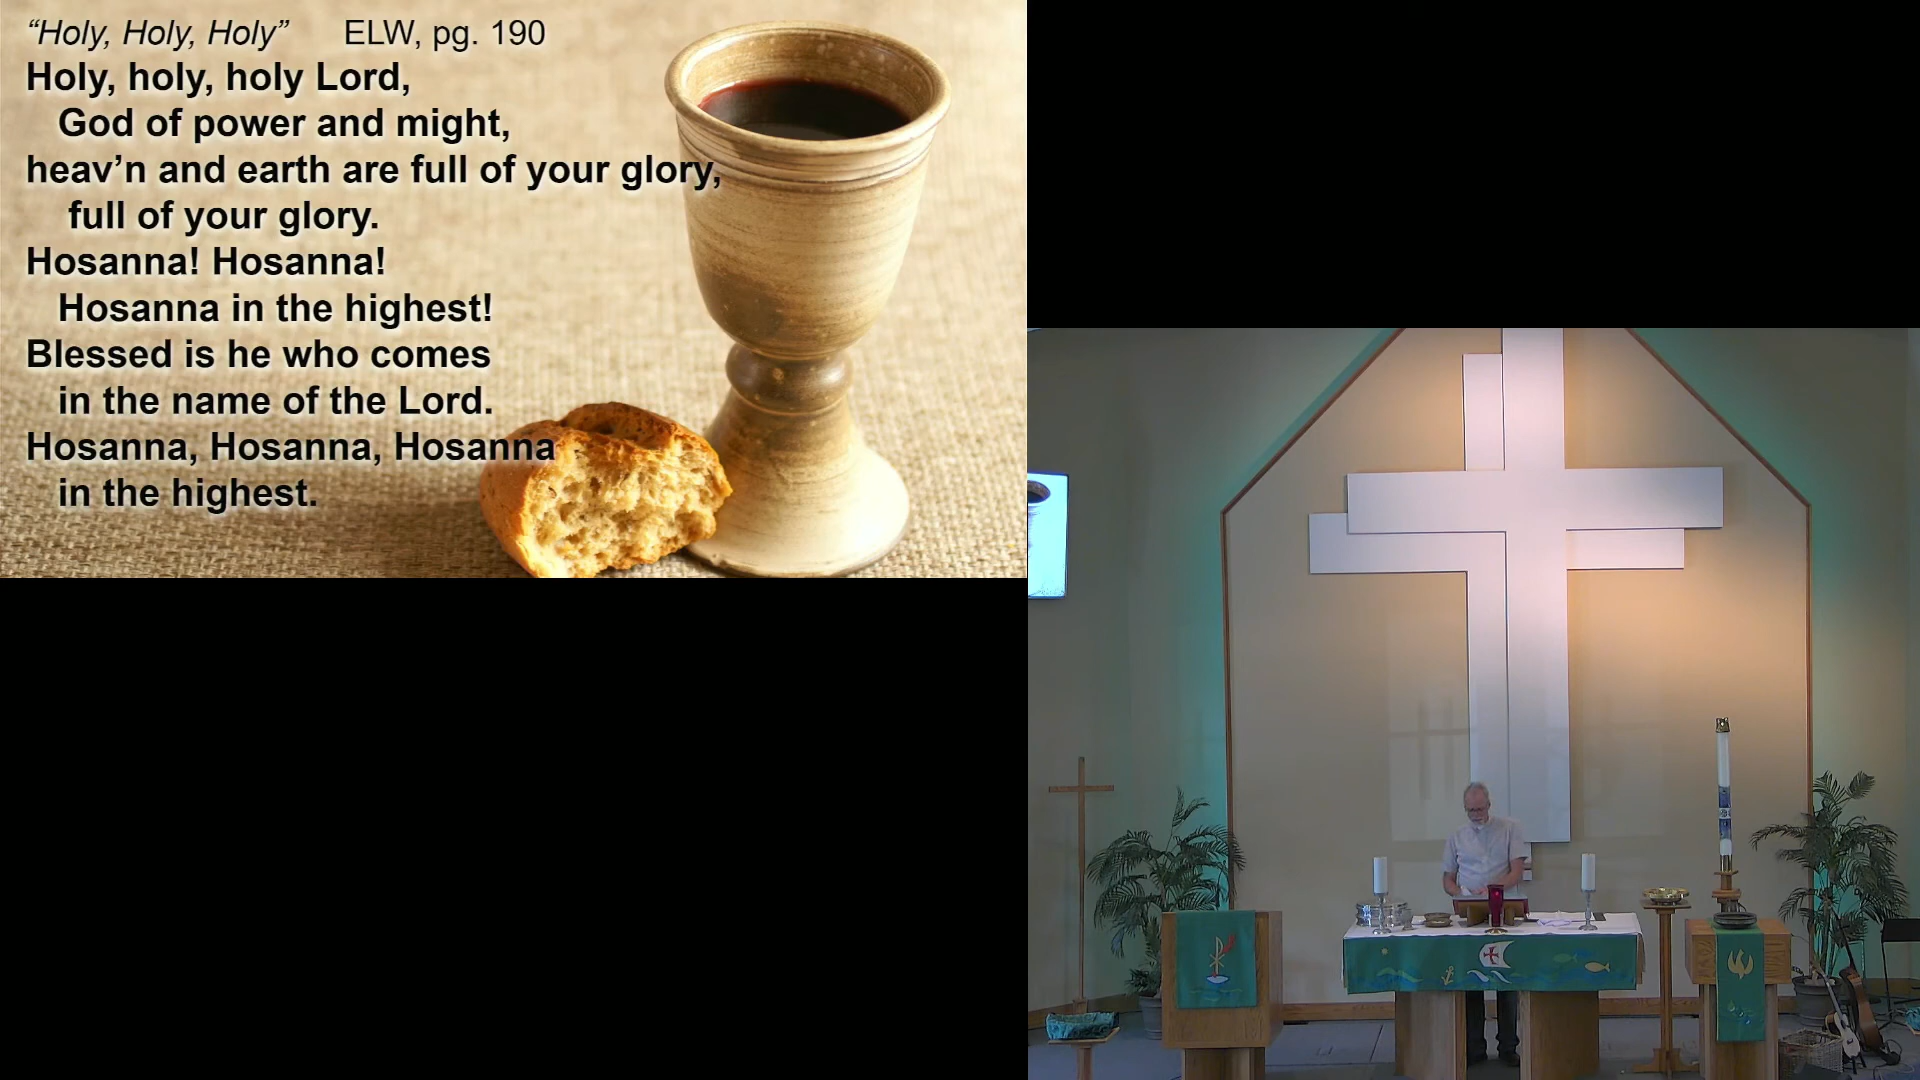 “Holy, Holy, Holy” ELW, pg. 190
Holy, holy, holy Lord,
God of power and might,
heav’n and earth are full of your glory,
full of your glory.
Hosanna! Hosanna!
Hosanna in the highest!
Blessed is he who comes
in the name of the Lord.
Hosanna, Hosanna, Hosanna
in the highest.